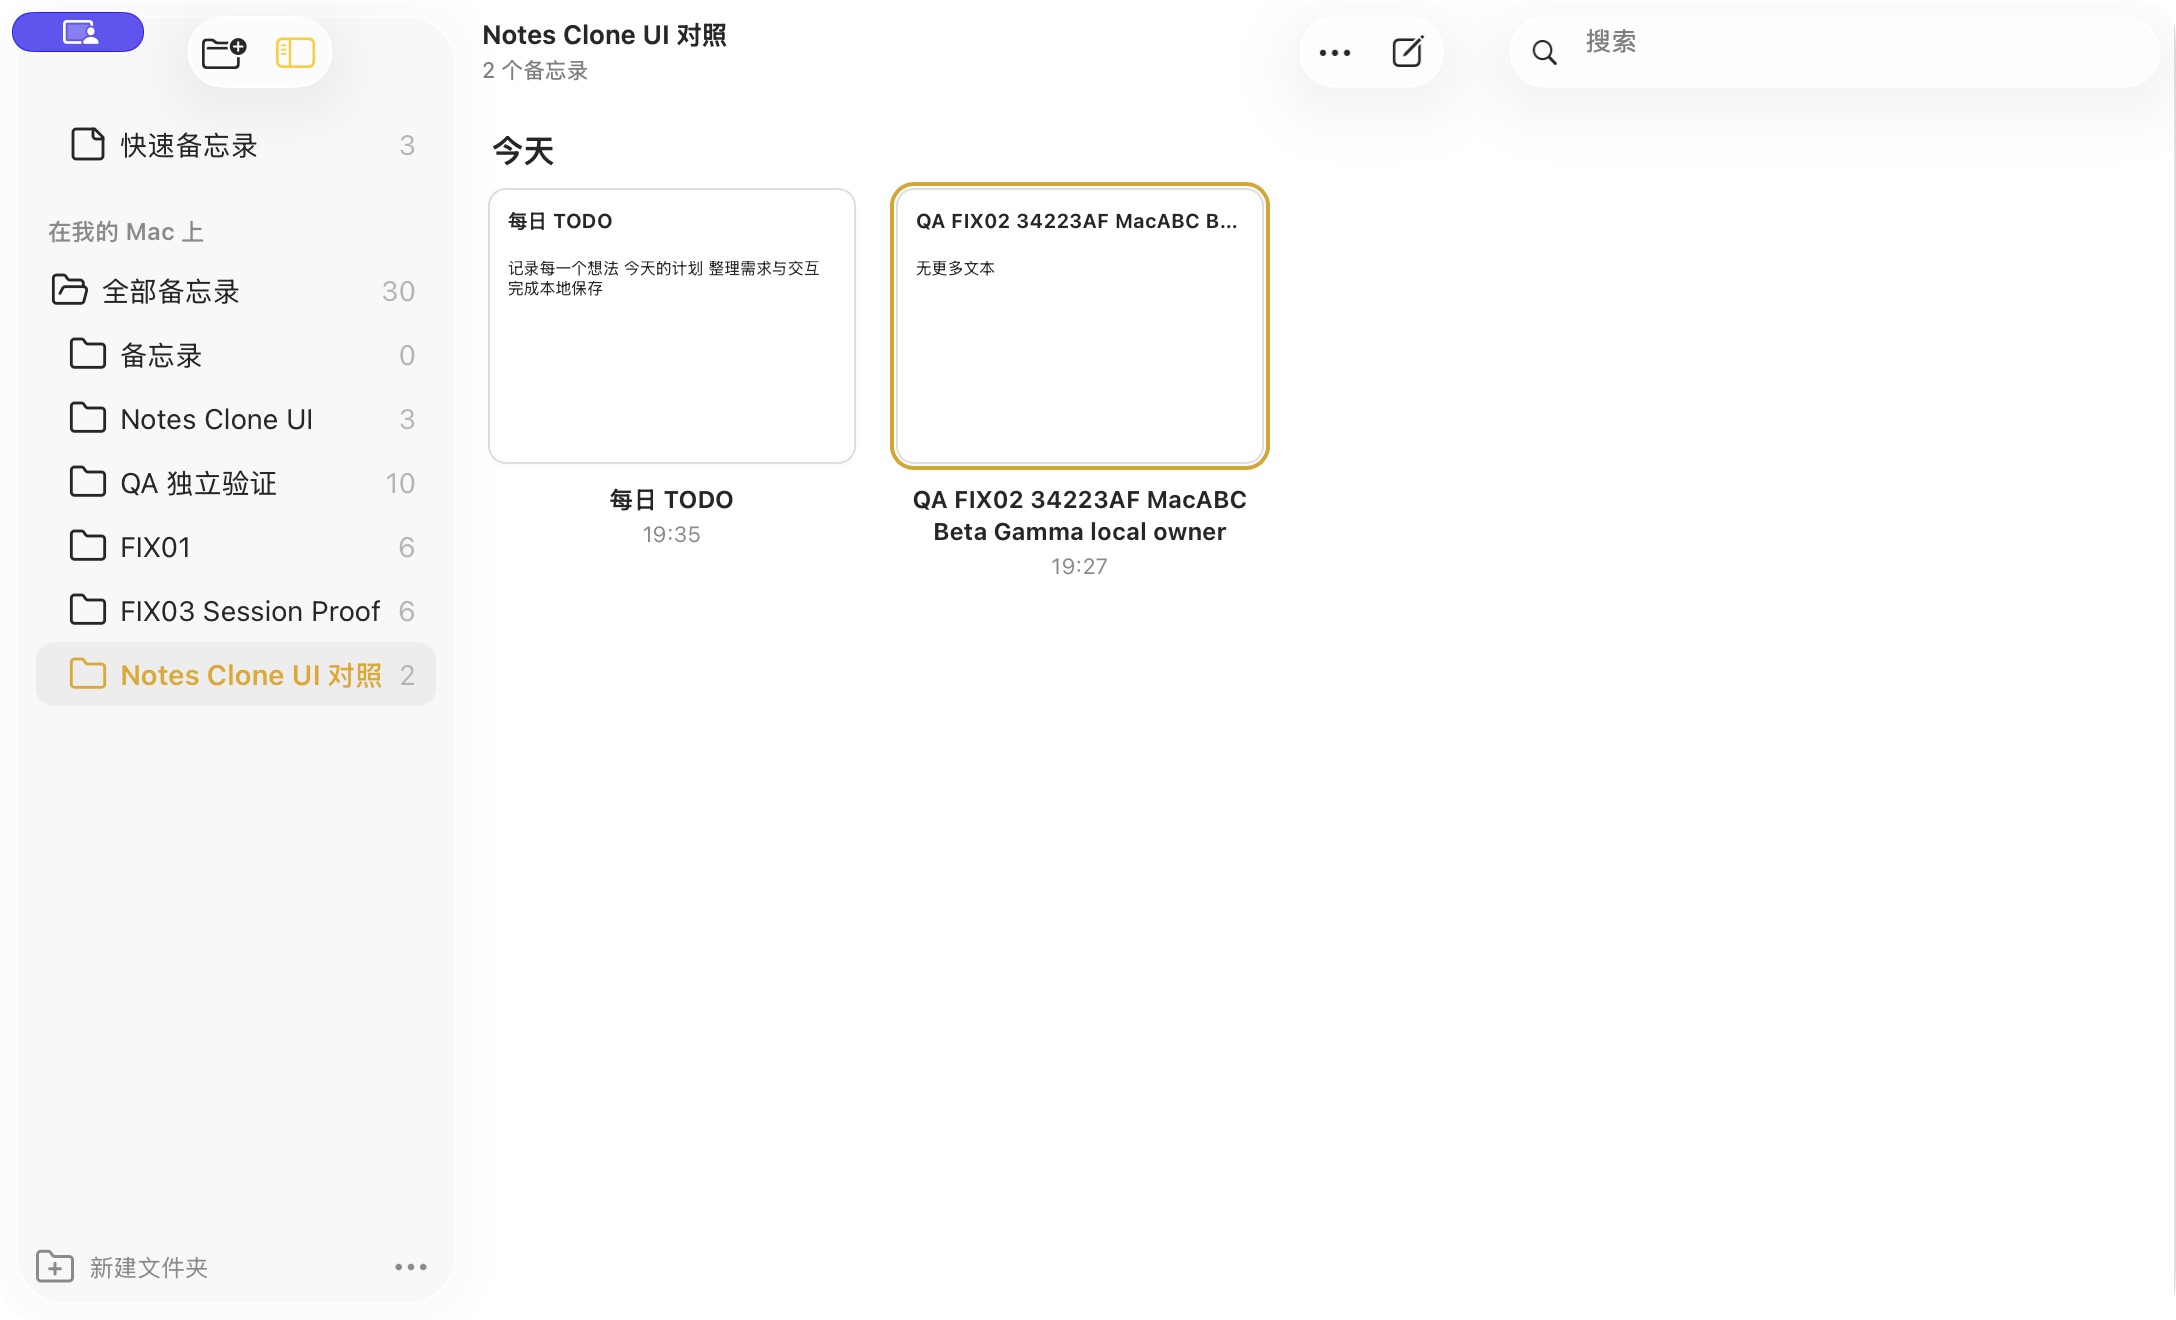 Notes Clone UI 对照
2 个备忘录
搜索
快速备忘录 3
在我的 Mac 上
全部备忘录 30
备忘录 0
Notes Clone UI 3
QA 独立验证 10
FIX01 6
FIX03 Session Proof 6
Notes Clone UI 对照 2
新建文件夹
今天
每日 TODO
记录每一个想法 今天的计划 整理需求与交互
完成本地保存
每日 TODO
19:35
QA FIX02 34223AF MacABC B...
无更多文本
QA FIX02 34223AF MacABC
Beta Gamma local owner
19:27